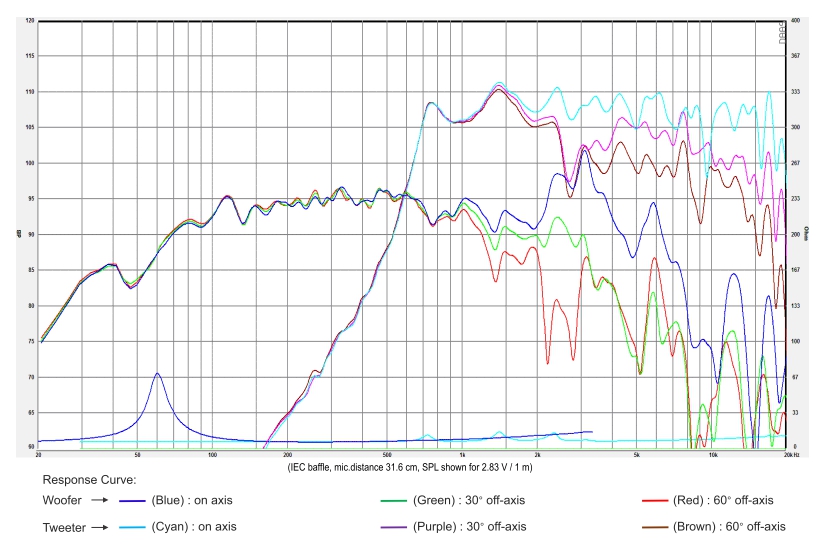 120 400
115 367
110 333
105 300
100 267
95 233
dB 90 200 Ohm
85 167
80 133
75 100
70 67
65 33
60 0
20 50 100 200 500 1k 2k 5k 10k 20k Hz
(IEC baffle, mic.distance 31.6 cm, SPL shown for 2.83 V / 1 m)
Response Curve:
Woofer → (Blue) : on axis (Green) : 30° off-axis (Red) : 60° off-axis
Tweeter → (Cyan) : on axis (Purple) : 30° off-axis (Brown) : 60° off-axis